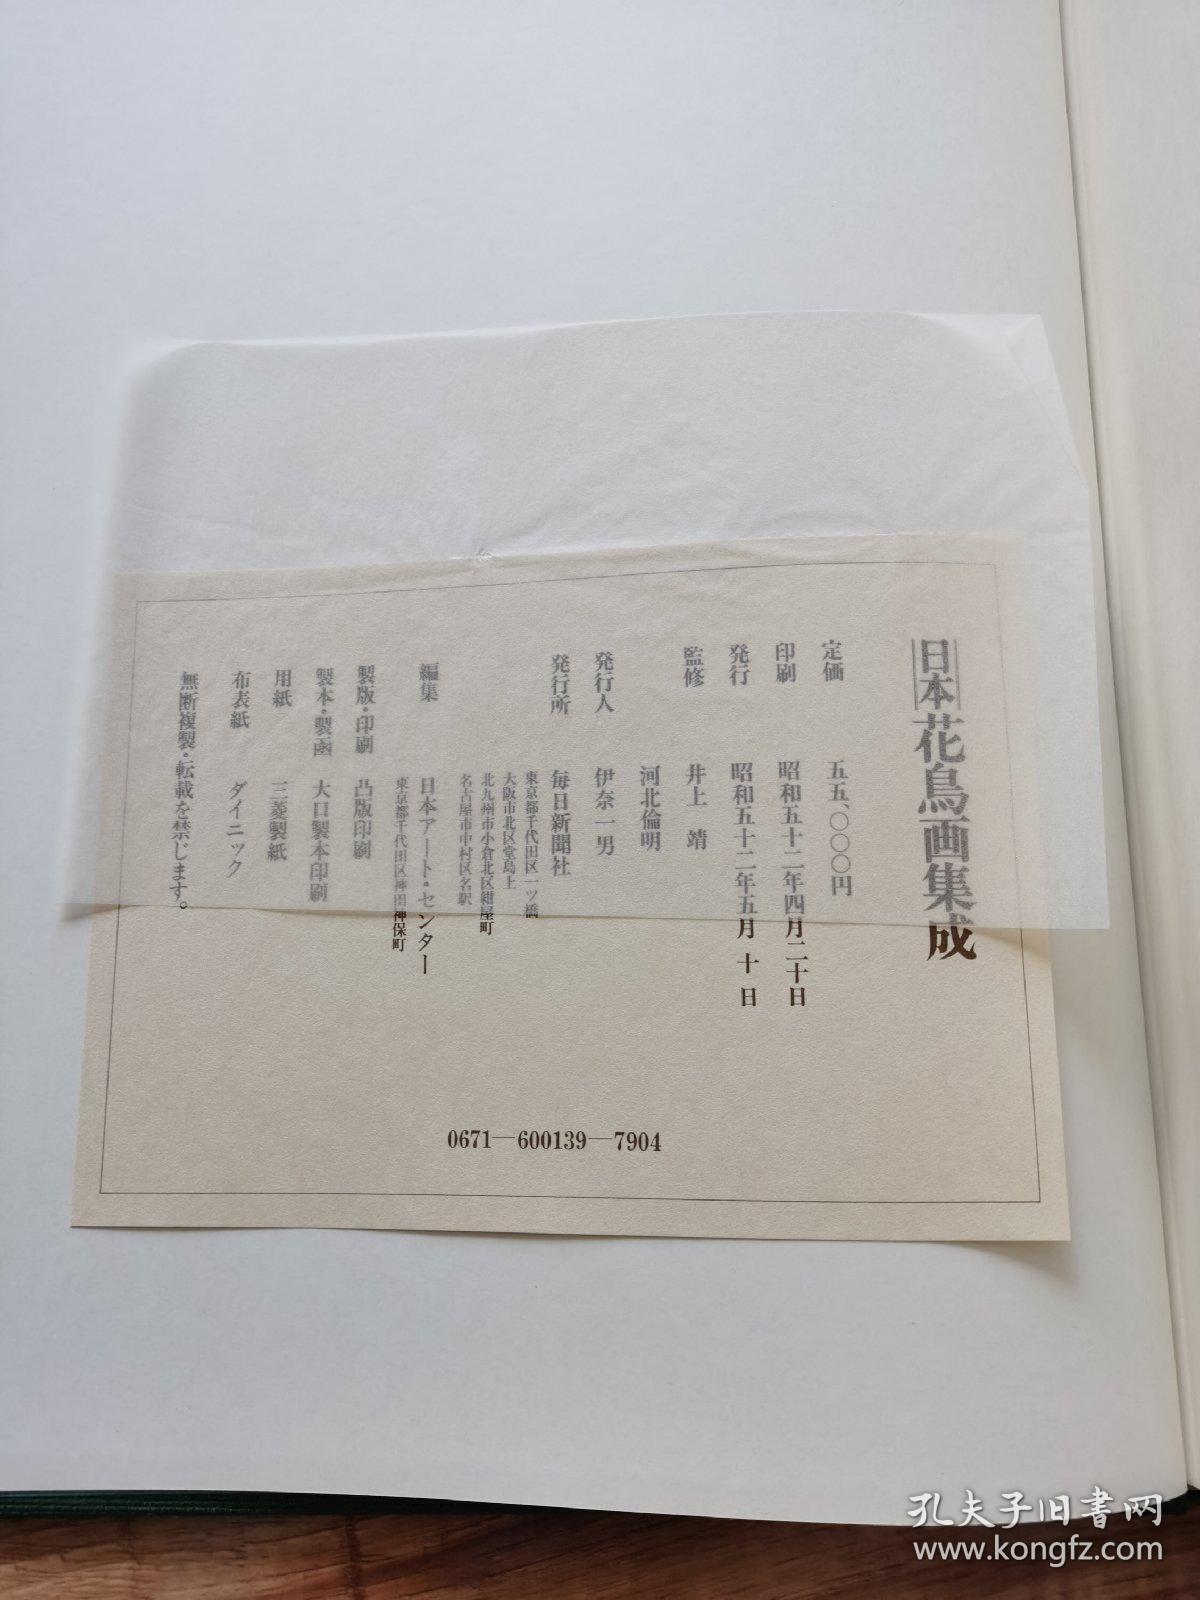 日本花鳥画集成
定価 五五、〇〇〇円
印刷 昭和五十二年四月二十日
発行 昭和五十二年五月十日
監修 井上 靖
河北倫明
発行人 伊奈一男
発行所 毎日新聞社
東京都千代田区一ツ橋
大阪市北区堂島上
北九州市小倉北区紺屋町
名古屋市中村区名駅
編集 日本アート・センター
東京都千代田区神田神保町
製版・印刷 凸版印刷
製本・製函 大口製本印刷
用紙 三菱製紙
布表紙 ダイニック
無断複製・転載を禁じます。
0671—600139—7904
孔夫子旧书网
www.kongfz.com